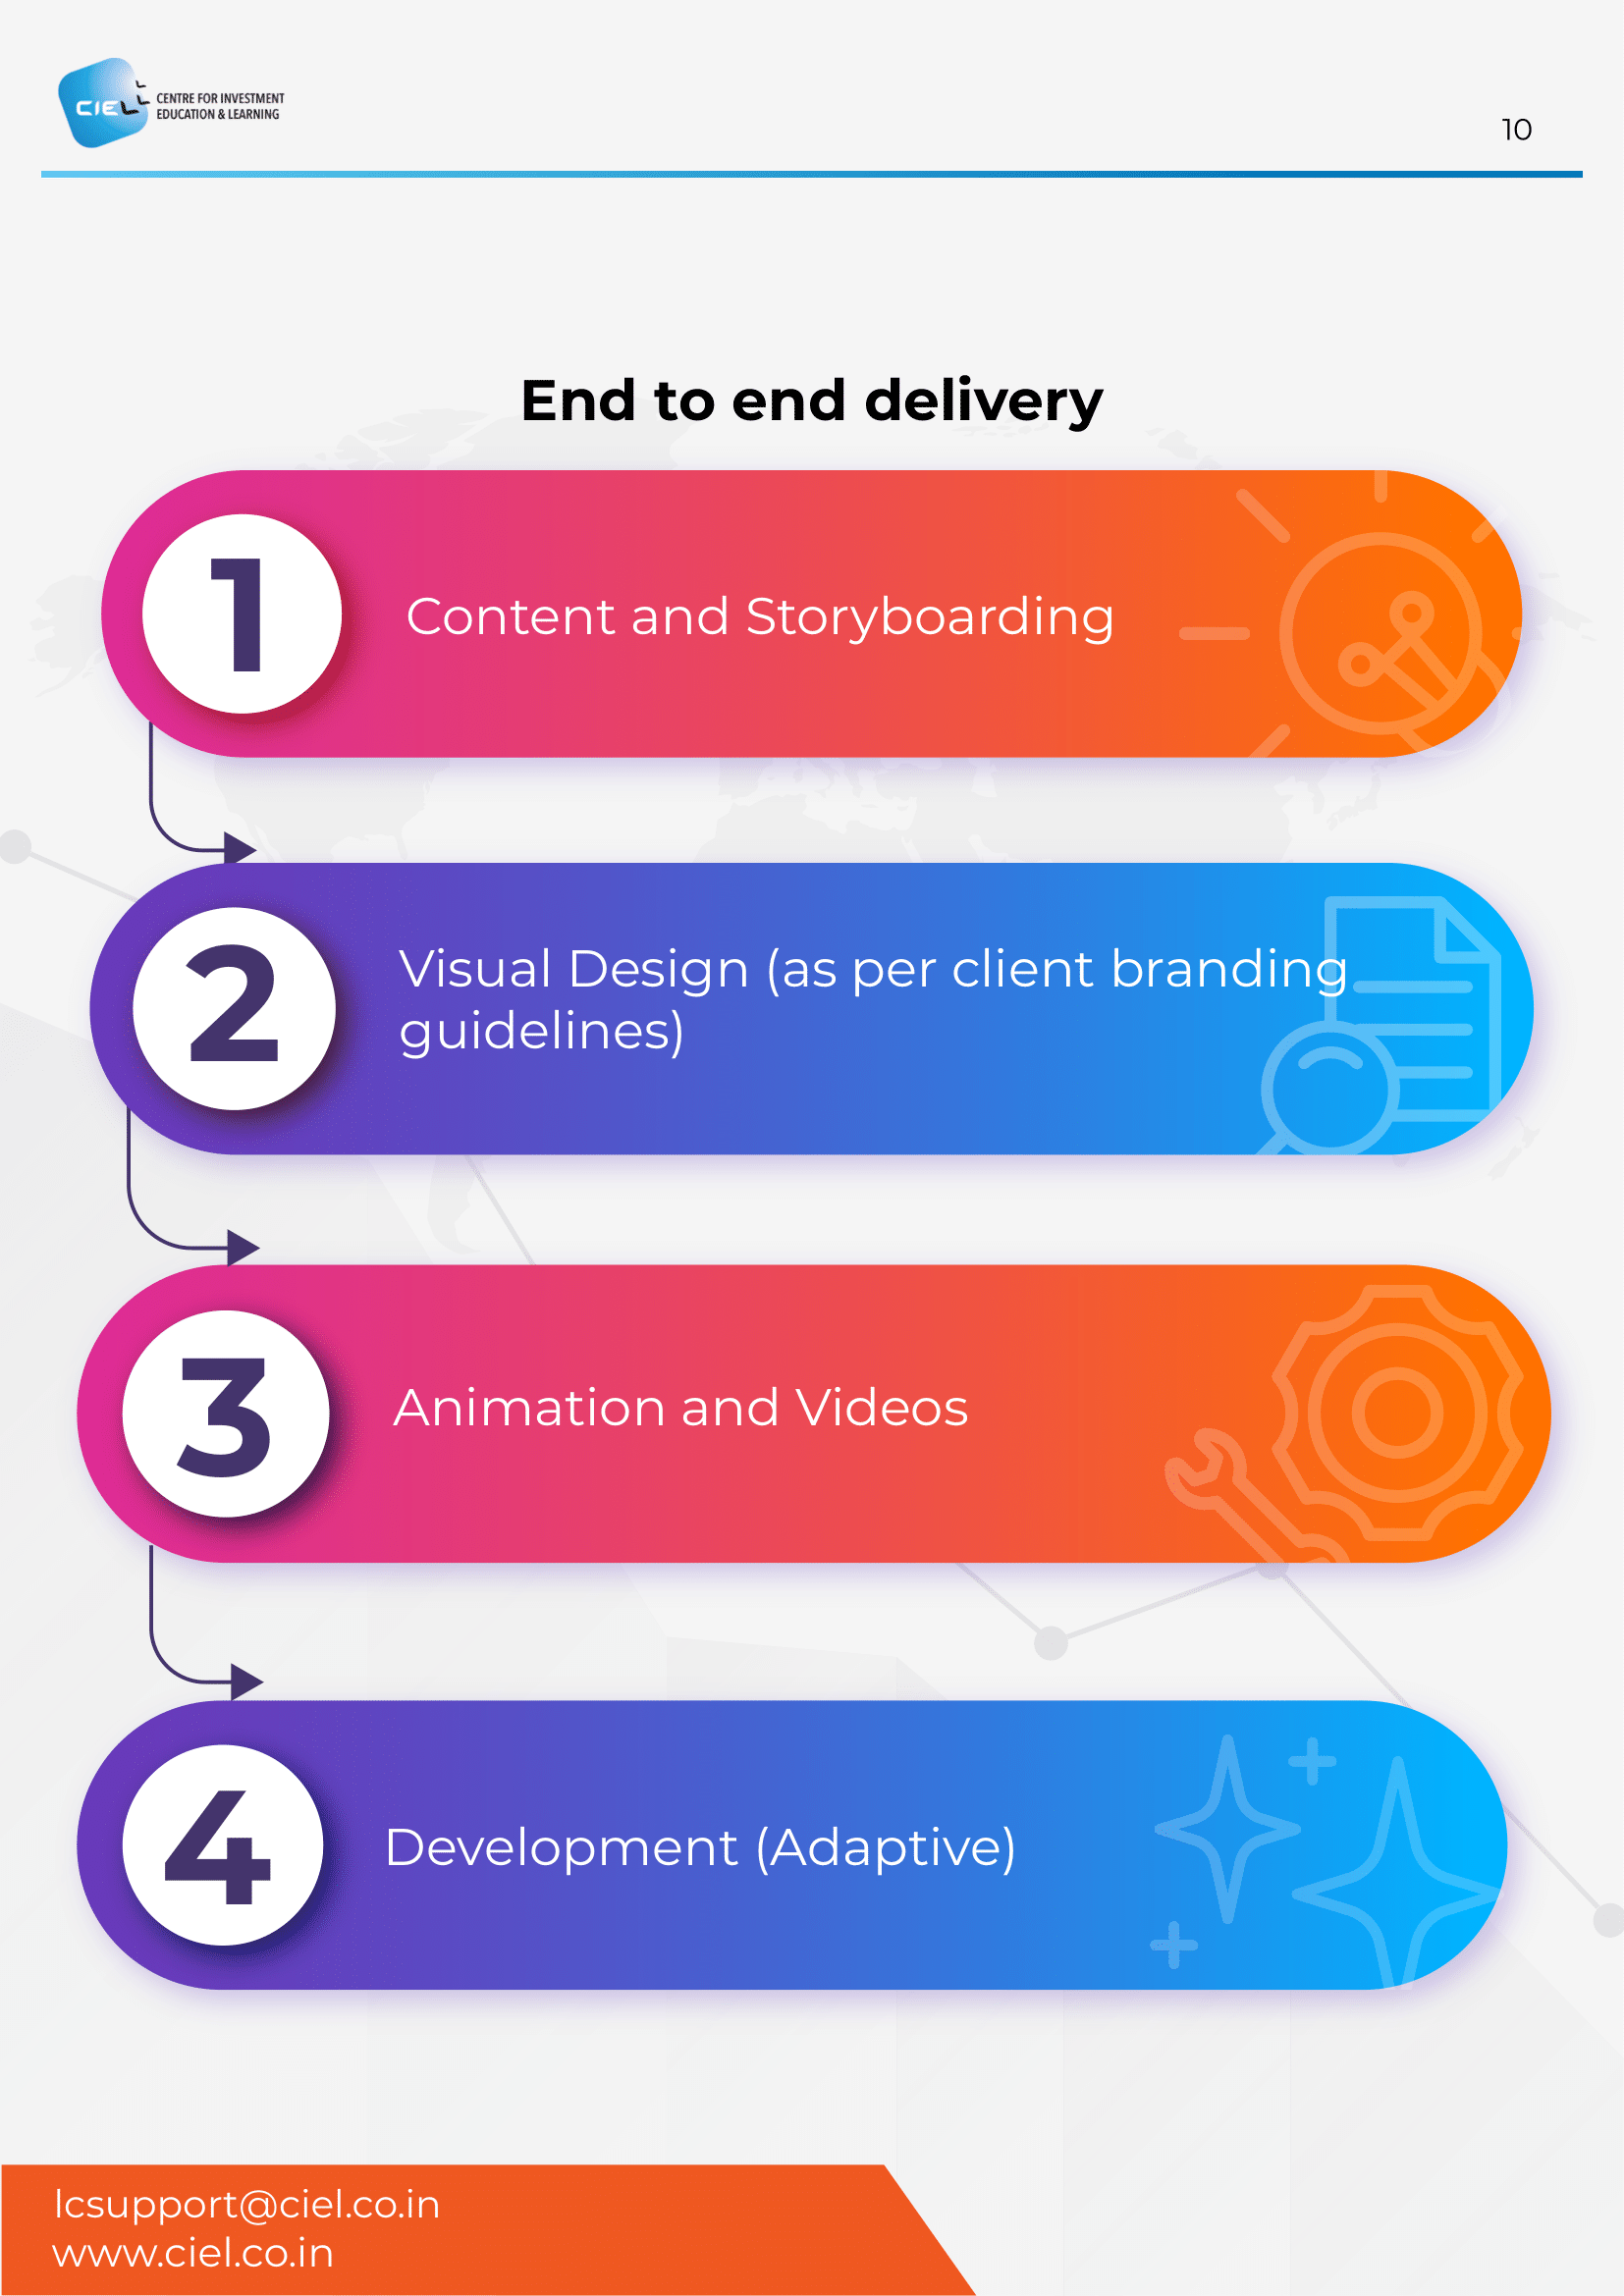 CIELL
CENTRE FOR INVESTMENT
EDUCATION & LEARNING
10
End to end delivery
1
Content and Storyboarding
2
Visual Design (as per client branding
guidelines)
3
Animation and Videos
4
Development (Adaptive)
lcsupport@ciel.co.in
www.ciel.co.in